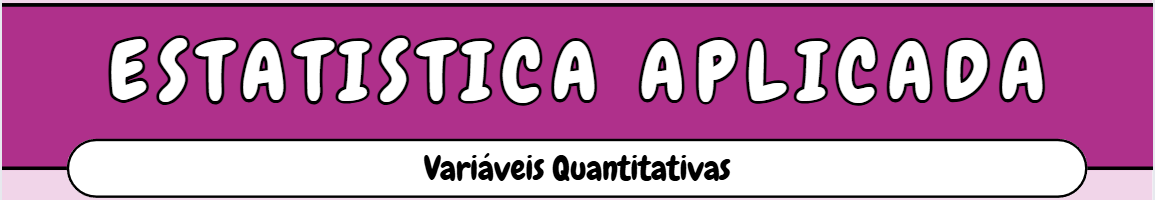 ESTATISTICA APLICADA
Variáveis Quantitativas